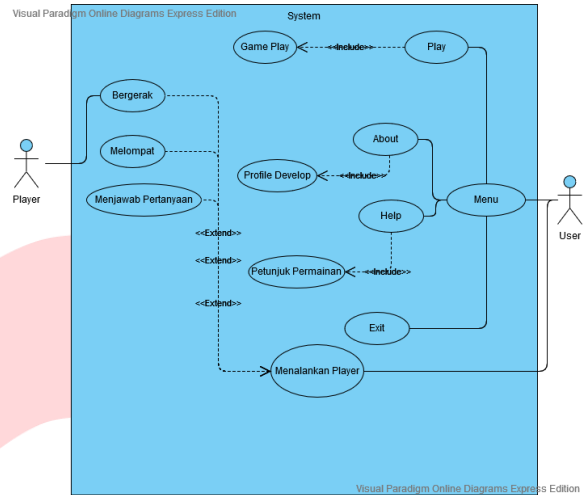 Visual Paradigm Online Diagrams Express Edition
System
Game Play
<<Include>>
Play
Bergerak
Melompat
About
Player
Profile Develop
<<Include>>
Menjawab Pertanyaan
Menu
Help
User
<<Extend>>
<<Extend>>
Petunjuk Permainan
<<Include>>
<<Extend>>
Exit
Menalankan Player
Visual Paradigm Online Diagrams Express Edition